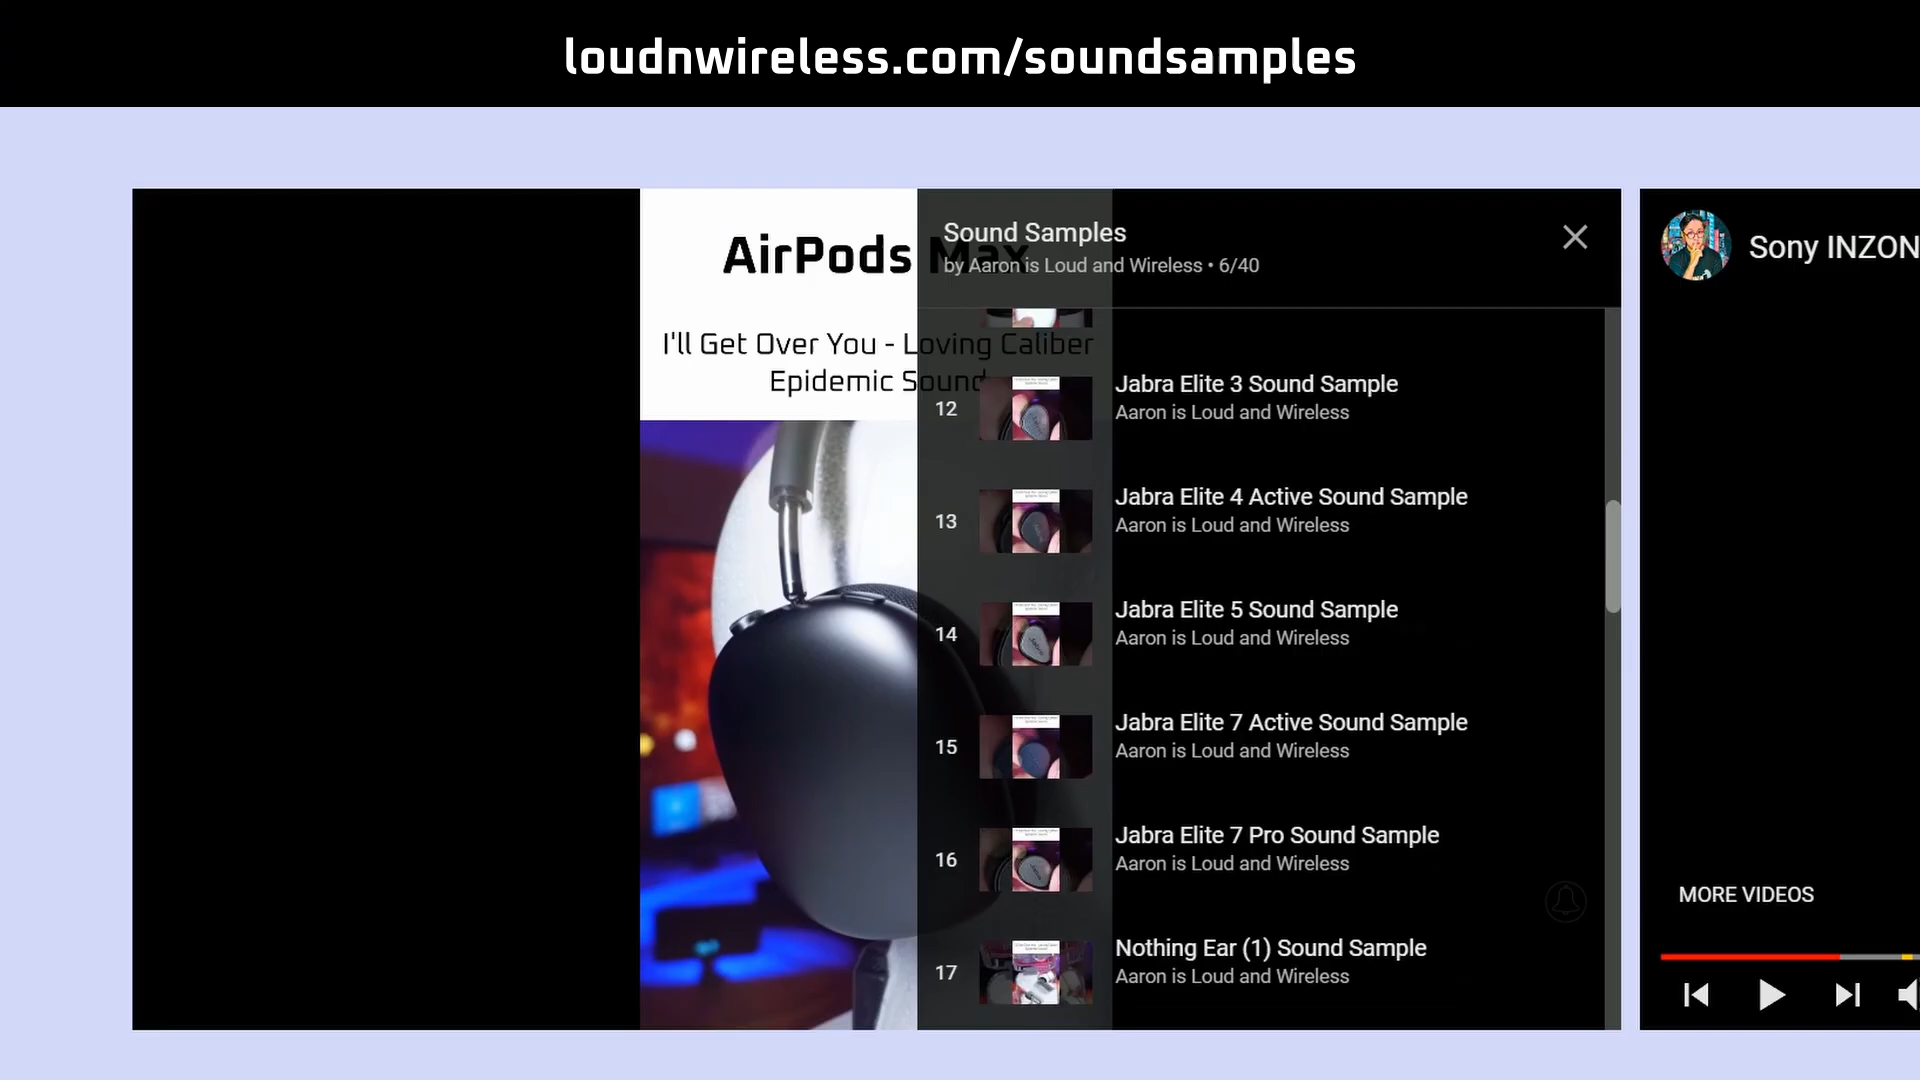 loudnwireless.com/soundsamples
AirPods Max
I'll Get Over You - Loving Caliber
Epidemic Sound
Sound Samples
by Aaron is Loud and Wireless • 6/40
12
Jabra Elite 3 Sound Sample
Aaron is Loud and Wireless
13
Jabra Elite 4 Active Sound Sample
Aaron is Loud and Wireless
14
Jabra Elite 5 Sound Sample
Aaron is Loud and Wireless
15
Jabra Elite 7 Active Sound Sample
Aaron is Loud and Wireless
16
Jabra Elite 7 Pro Sound Sample
Aaron is Loud and Wireless
17
Nothing Ear (1) Sound Sample
Aaron is Loud and Wireless
Sony INZON
MORE VIDEOS